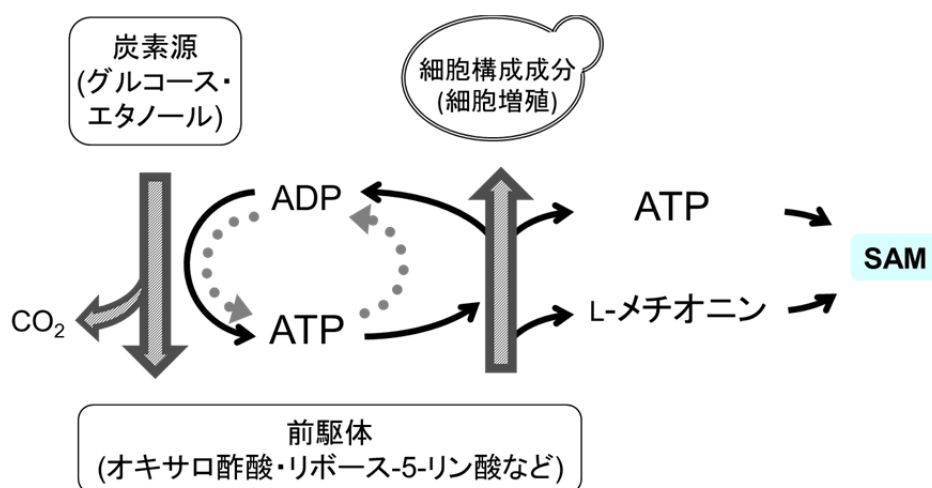 炭素源
(グルコース・
エタノール)
細胞構成成分
(細胞増殖)
ADP
ATP
SAM
CO₂
ATP
L-メチオニン
前駆体
(オキサロ酢酸・リボース-5-リン酸など)